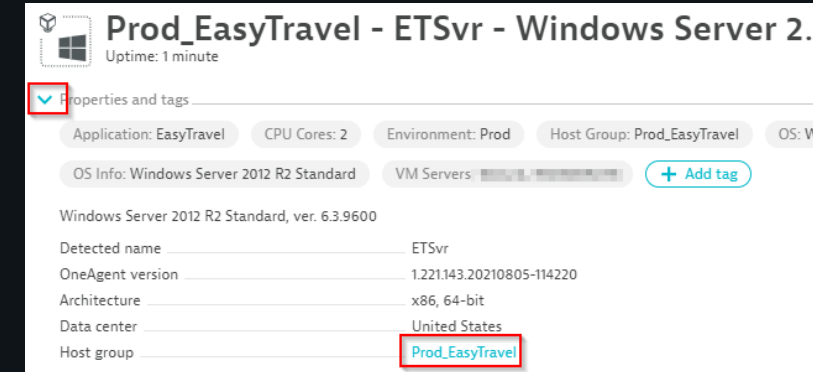 Prod_EasyTravel - ETSvr - Windows Server 2.
Uptime: 1 minute
Properties and tags
Application: EasyTravel CPU Cores: 2 Environment: Prod Host Group: Prod_EasyTravel OS:
OS Info: Windows Server 2012 R2 Standard VM Servers + Add tag
Windows Server 2012 R2 Standard, ver. 6.3.9600
Detected name ETSvr
OneAgent version 1.221.143.20210805-114220
Architecture x86, 64-bit
Data center United States
Host group Prod_EasyTravel